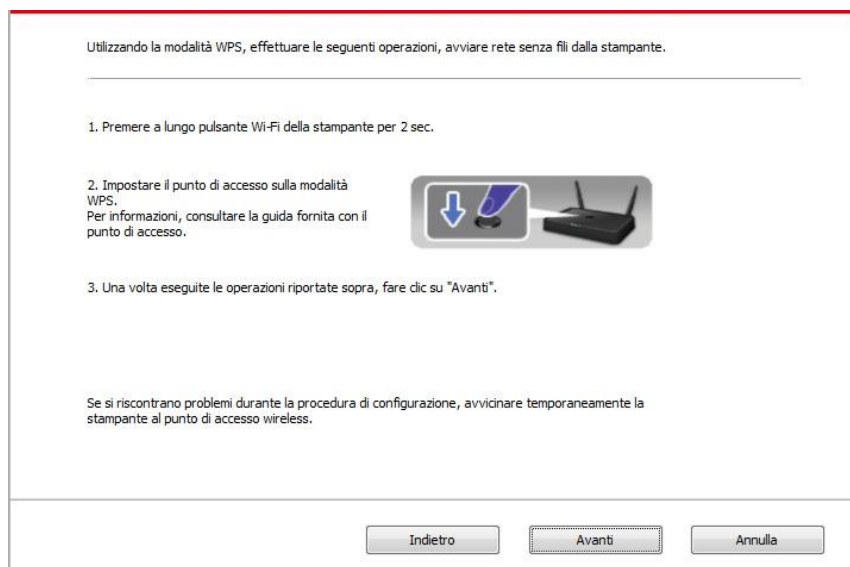 Utilizzando la modalità WPS, effettuare le seguenti operazioni, avviare rete senza fili dalla stampante.
1. Premere a lungo pulsante Wi-Fi della stampante per 2 sec.
2. Impostare il punto di accesso sulla modalità
WPS.
Per informazioni, consultare la guida fornita con il
punto di accesso.
3. Una volta eseguite le operazioni riportate sopra, fare clic su "Avanti".
Se si riscontrano problemi durante la procedura di configurazione, avvicinare temporaneamente la
stampante al punto di accesso wireless.
Indietro
Avanti
Annulla